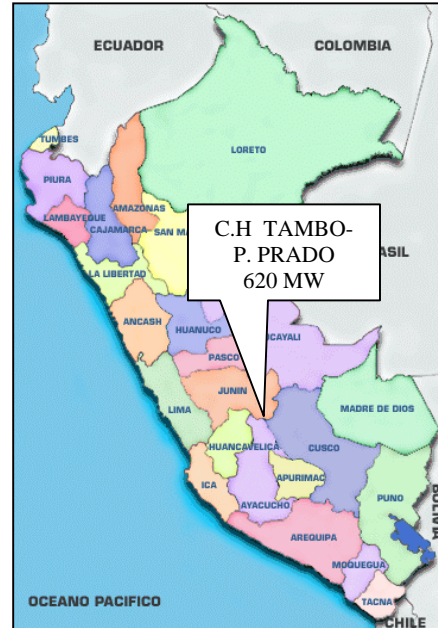 ECUADOR
COLOMBIA
TUMBES
LORETO
PIURA
AMAZONAS
LAMBAYEQUE
CAJAMARCA
SAN MA
C.H TAMBO-
P. PRADO
620 MW
ASIL
LA LIBERTAD
ANCASH
HUANUCO
UCAYALI
PASCO
JUNIN
LIMA
MADRE DE DIOS
HUANCAVELICA
CUSCO
ICA
APURIMAC
AYACUCHO
PUNO
BOLIVIA
AREQUIPA
MOQUEGUA
OCEANO PACIFICO
TACNA
CHILE